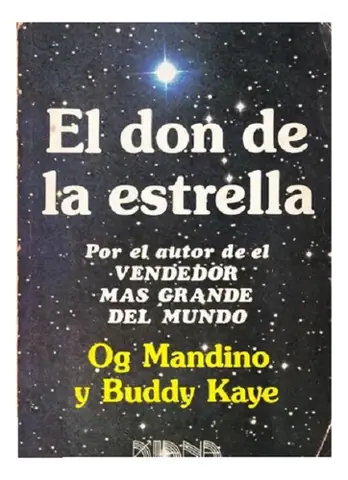 El don de
la estrella
Por el autor de el
VENDEDOR
MAS GRANDE
DEL MUNDO
Og Mandino
y Buddy Kaye
DIANA